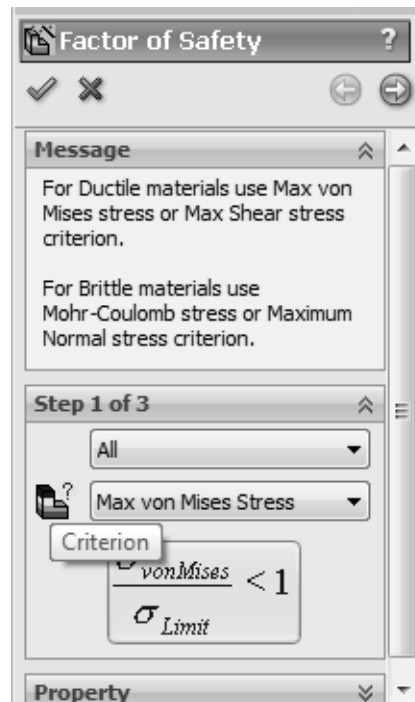 Factor of Safety ?
Message
For Ductile materials use Max von
Mises stress or Max Shear stress
criterion.
For Brittle materials use
Mohr-Coulomb stress or Maximum
Normal stress criterion.
Step 1 of 3
All
Max von Mises Stress
Criterion
σ vonMises
< 1
σ Limit
Property